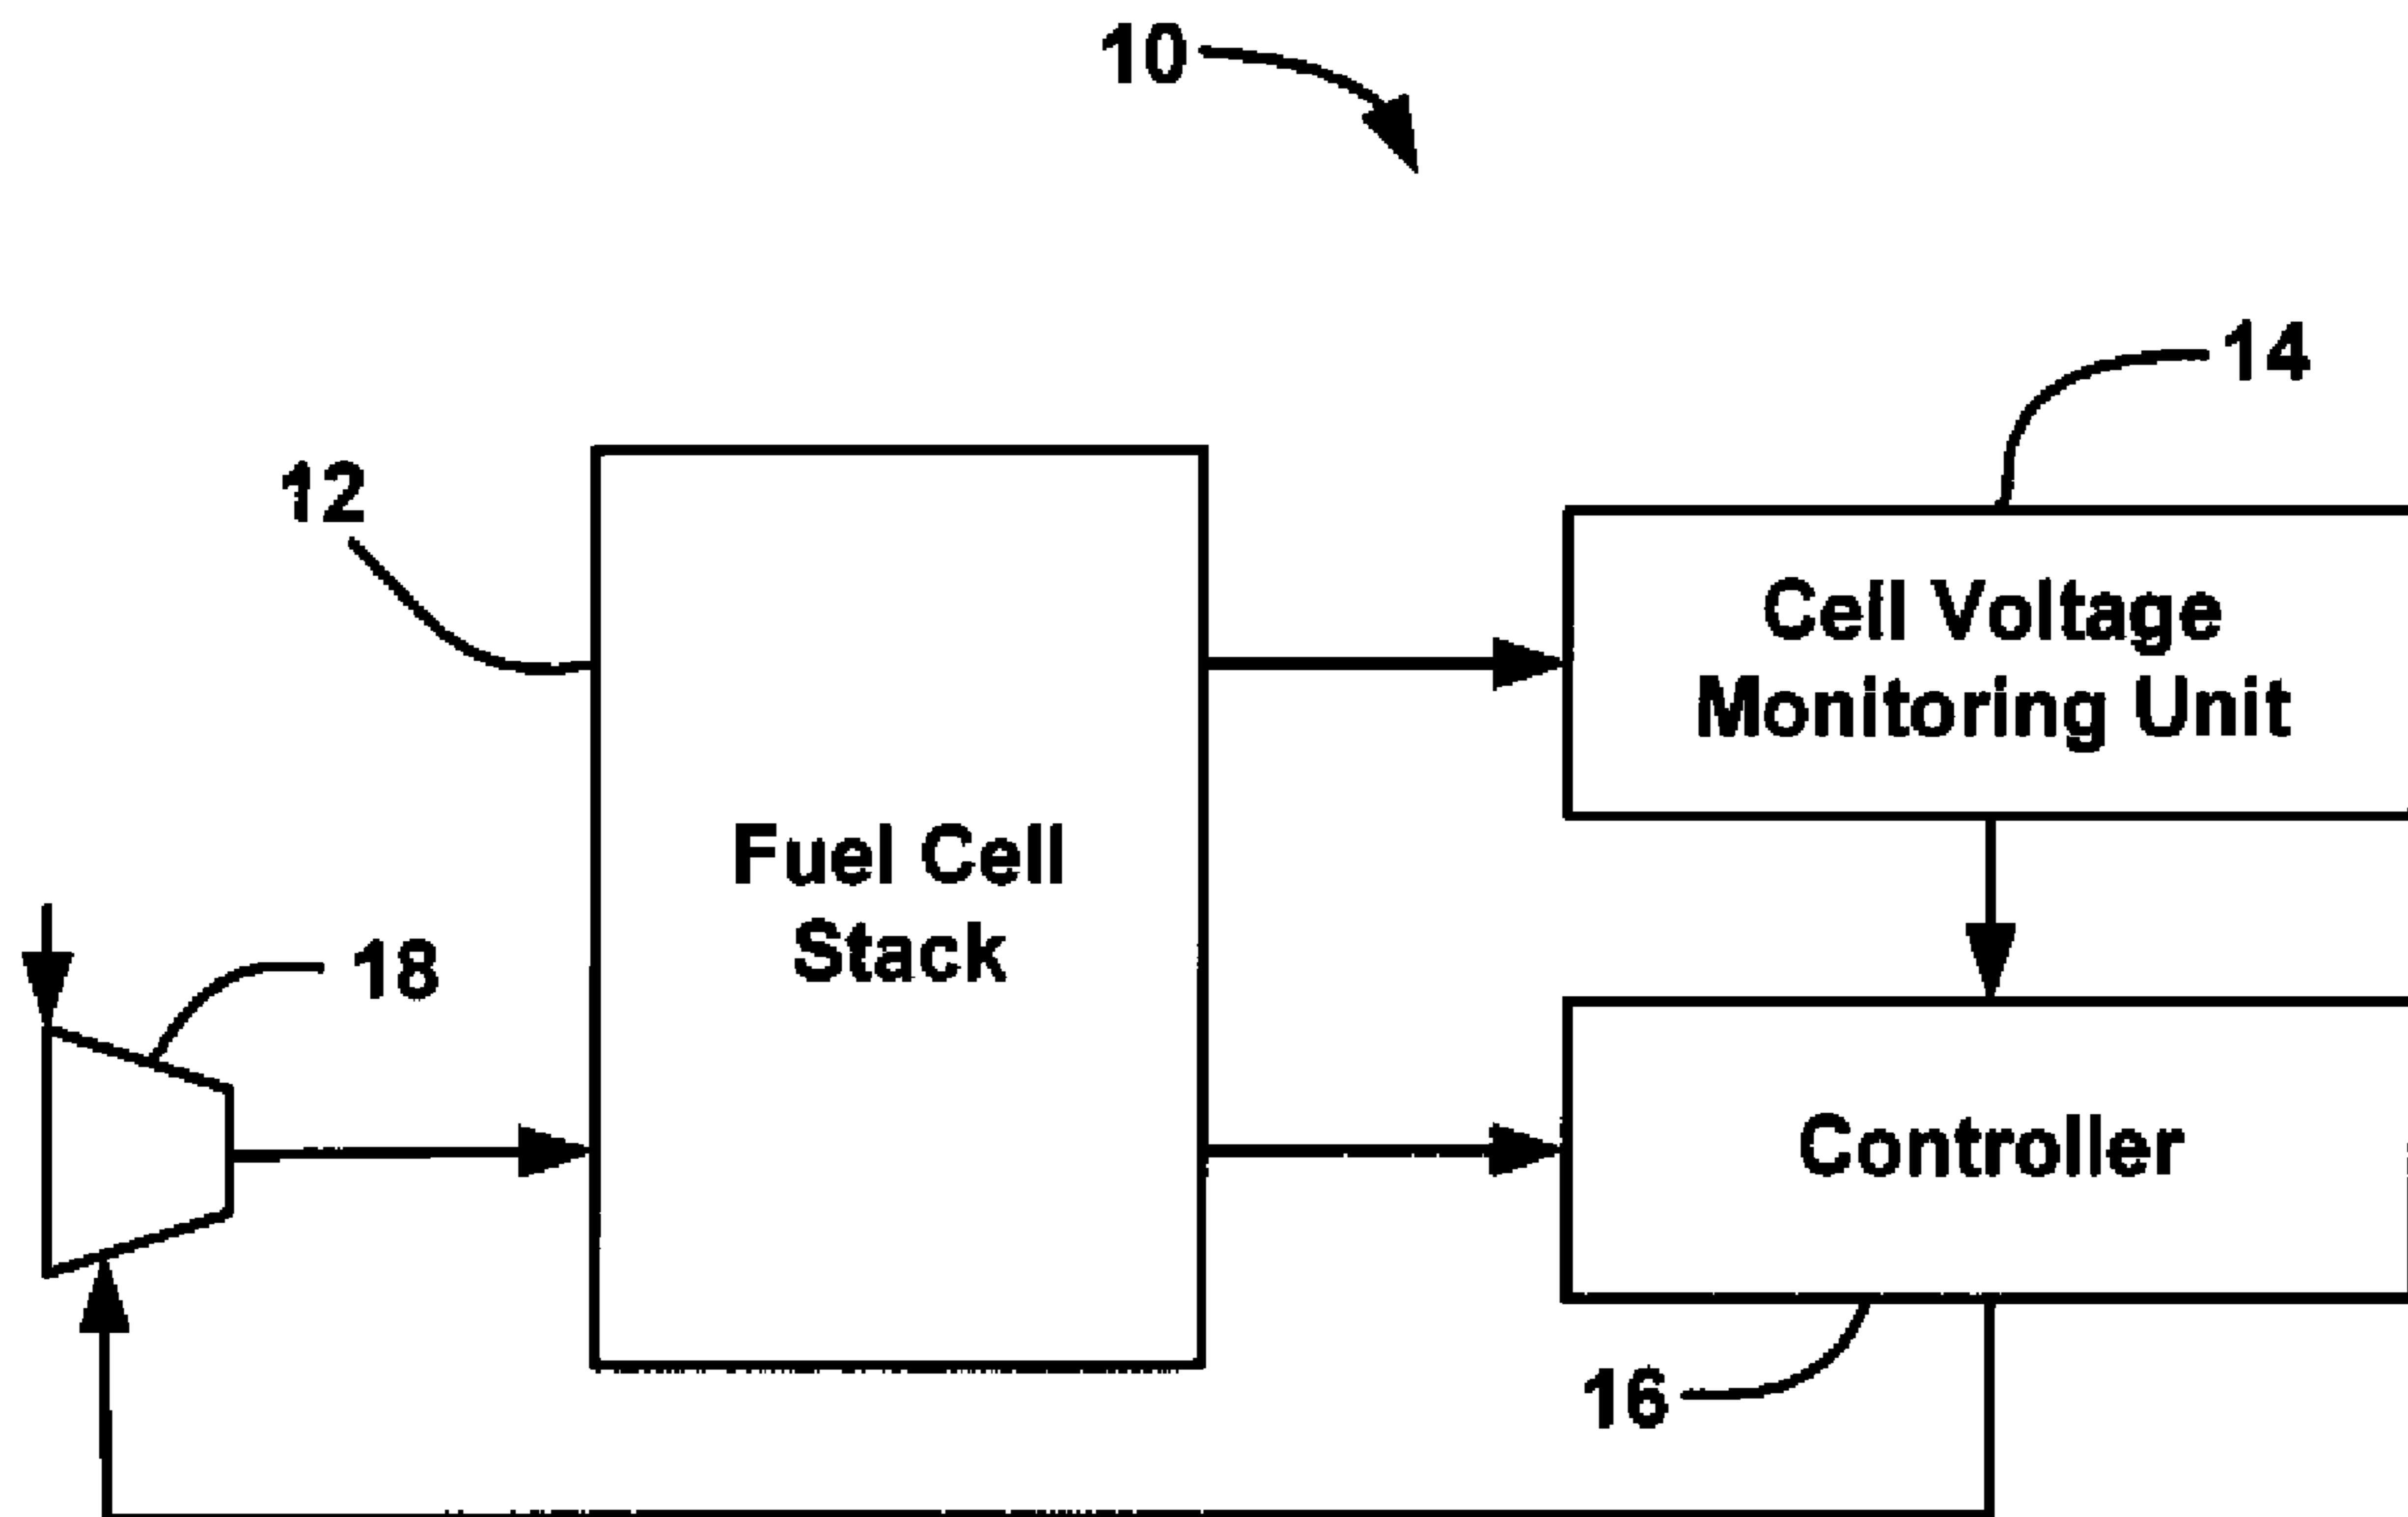 10
14
12
Cell Voltage
Monitoring Unit
Fuel Cell
Stack
18
Controller
16